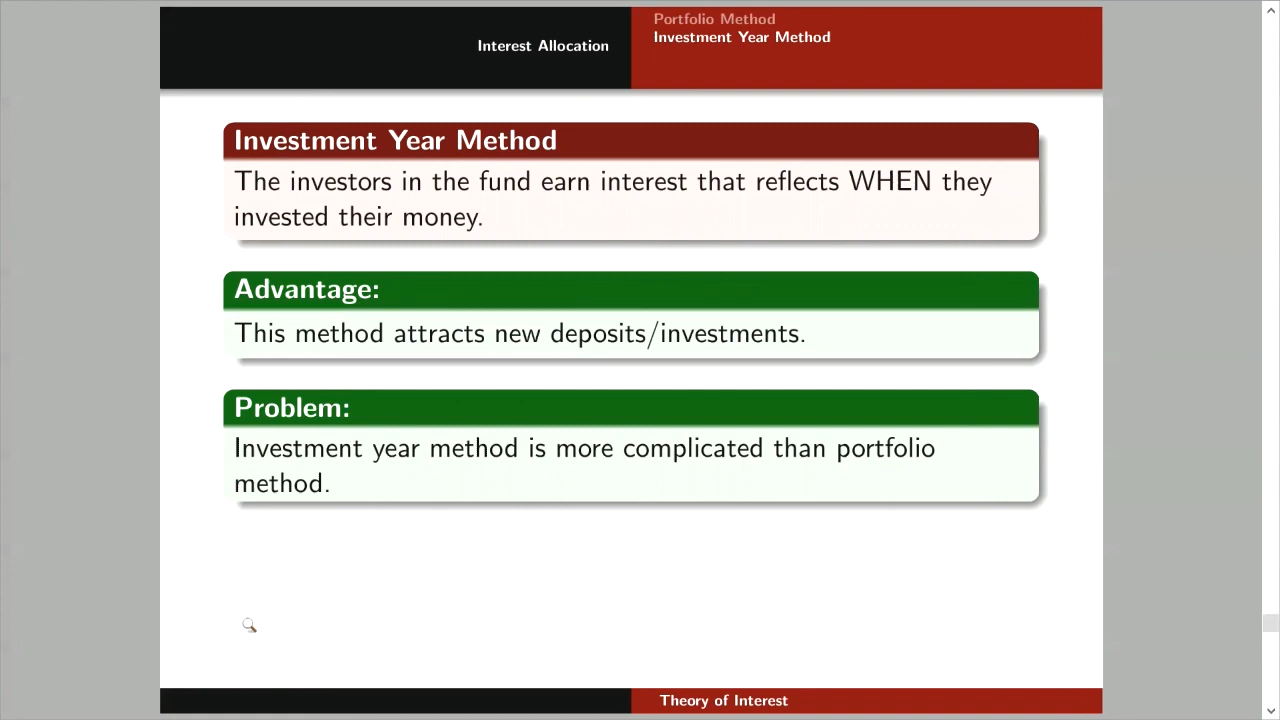 Interest Allocation
Portfolio Method
Investment Year Method
Investment Year Method
The investors in the fund earn interest that reflects WHEN they
invested their money.
Advantage:
This method attracts new deposits/investments.
Problem:
Investment year method is more complicated than portfolio
method.
Theory of Interest